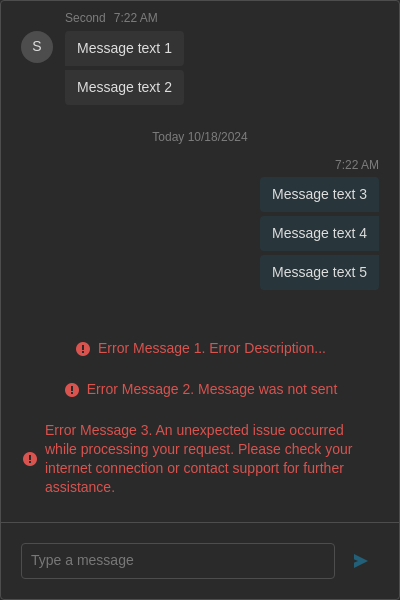 Second 7:22 AM
S
Message text 1
Message text 2
Today 10/18/2024
7:22 AM
Message text 3
Message text 4
Message text 5
Error Message 1. Error Description...
Error Message 2. Message was not sent
Error Message 3. An unexpected issue occurred
while processing your request. Please check your
internet connection or contact support for further
assistance.
Type a message